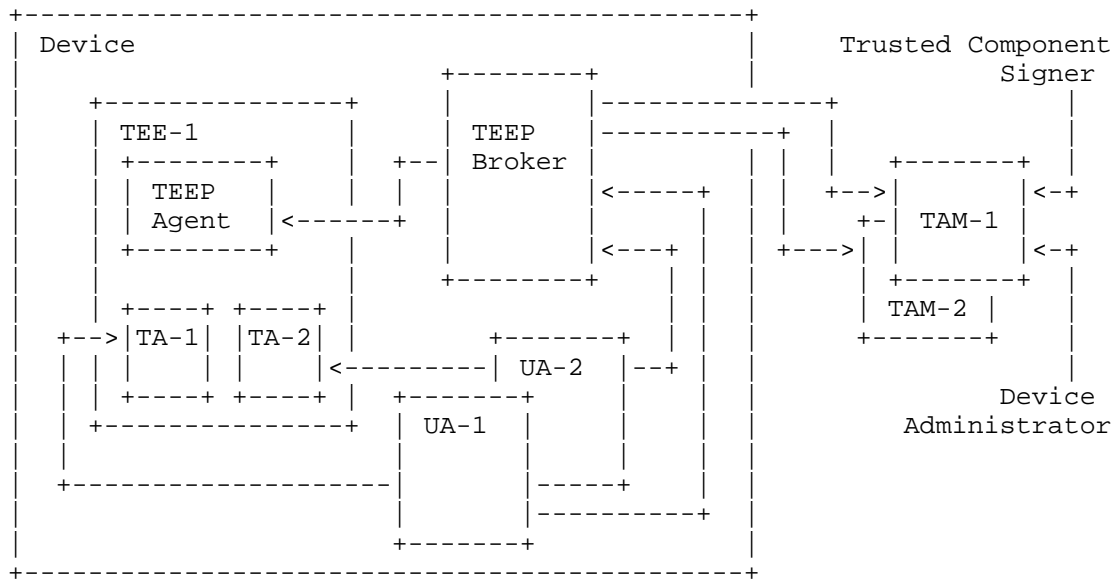 Device
Trusted Component
Signer
TEE-1
TEEP
Broker
TEEP
Agent
TAM-1
TAM-2
TA-1
TA-2
UA-2
UA-1
Device
Administrator